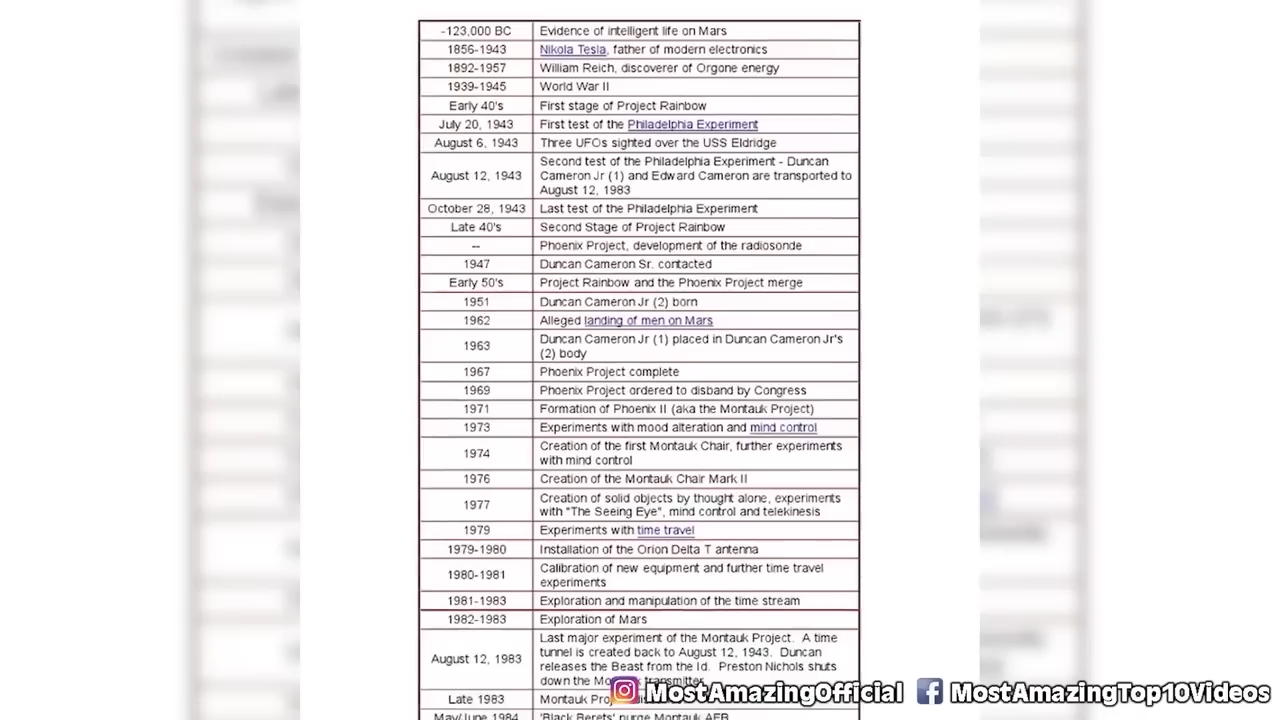 -123,000 BC Evidence of intelligent life on Mars
1856-1943 Nikola Tesla, father of modern electronics
1892-1957 William Reich, discoverer of Orgone energy
1939-1945 World War II
Early 40's First stage of Project Rainbow
July 20, 1943 First test of the Philadelphia Experiment
August 6, 1943 Three UFOs sighted over the USS Eldridge
August 12, 1943 Second test of the Philadelphia Experiment - Duncan
Cameron Jr (1) and Edward Cameron are transported to
August 12, 1983
October 28, 1943 Last test of the Philadelphia Experiment
Late 40's Second Stage of Project Rainbow
-- Phoenix Project, development of the radiosonde
1947 Duncan Cameron Sr. contacted
Early 50's Project Rainbow and the Phoenix Project merge
1951 Duncan Cameron Jr (2) born
1962 Alleged landing of men on Mars
1963 Duncan Cameron Jr (1) placed in Duncan Cameron Jr's
(2) body
1967 Phoenix Project complete
1969 Phoenix Project ordered to disband by Congress
1971 Formation of Phoenix II (aka the Montauk Project)
1973 Experiments with mood alteration and mind control
1974 Creation of the first Montauk Chair, further experiments
with mind control
1976 Creation of the Montauk Chair Mark II
1977 Creation of solid objects by thought alone, experiments
with "The Seeing Eye", mind control and telekinesis
1979 Experiments with time travel
1979-1980 Installation of the Orion Delta T antenna
1980-1981 Calibration of new equipment and further time travel
experiments
1981-1983 Exploration and manipulation of the time stream
1982-1983 Exploration of Mars
August 12, 1983 Last major experiment of the Montauk Project. A time
tunnel is created back to August 12, 1943. Duncan
releases the Beast from the Id. Preston Nichols shuts
down the transmitter
Late 1983 Montauk
May/June 1984 'Black Berets' purge Montauk AFB
MostAmazingOfficial MostAmazingTop10Videos